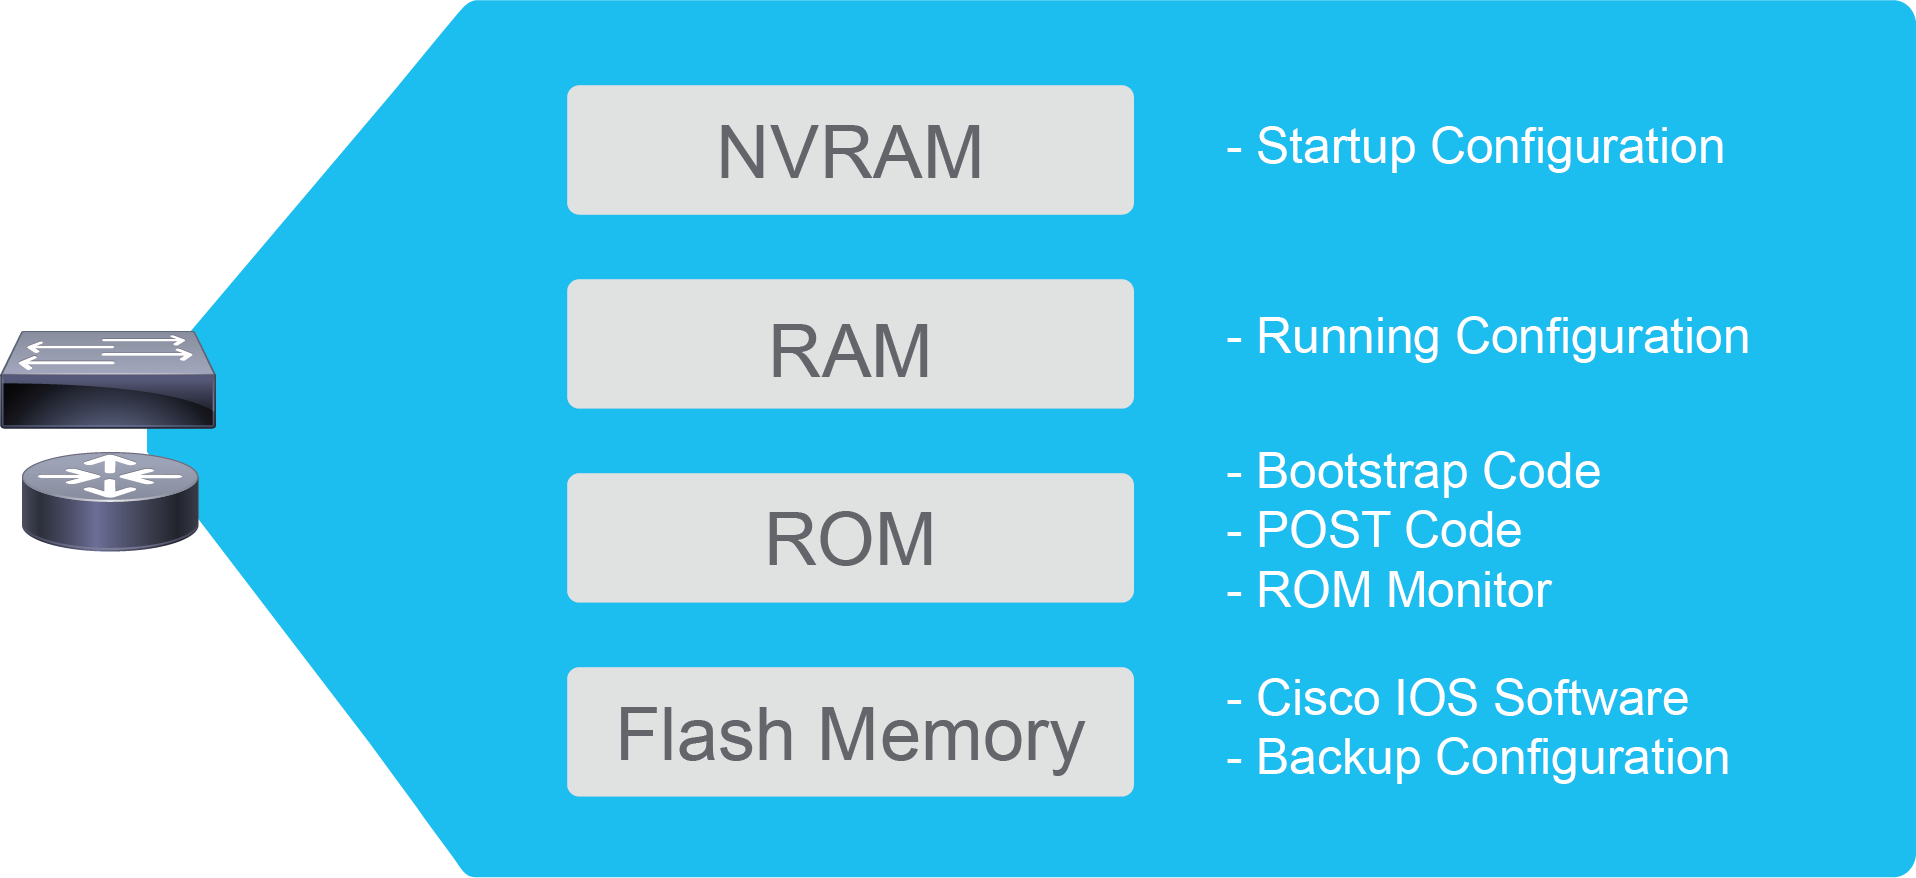 NVRAM
- Startup Configuration
RAM
- Running Configuration
ROM
- Bootstrap Code
- POST Code
- ROM Monitor
Flash Memory
- Cisco IOS Software
- Backup Configuration